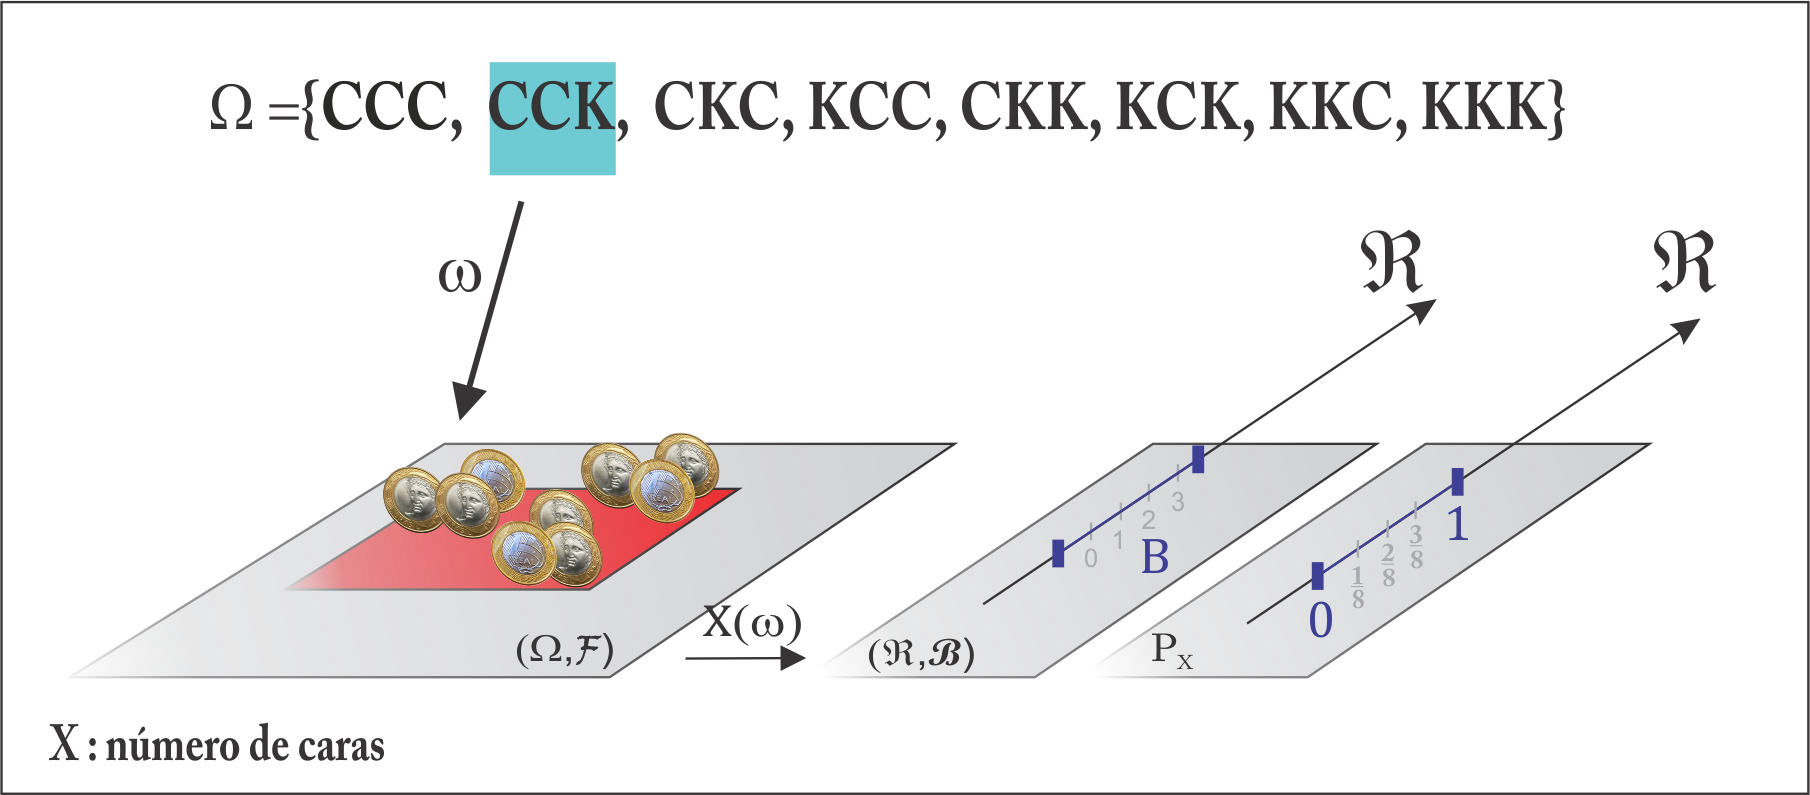 Ω ={CCC, CCK, CKC, KCC, CKK, KCK, KKC, KKK}
ω
ℜ
ℜ
0 1 2 3
B
0 1/8 2/8 3/8 1
(Ω,ℱ)
X(ω)
(ℜ,ℬ)
P_X
X : número de caras